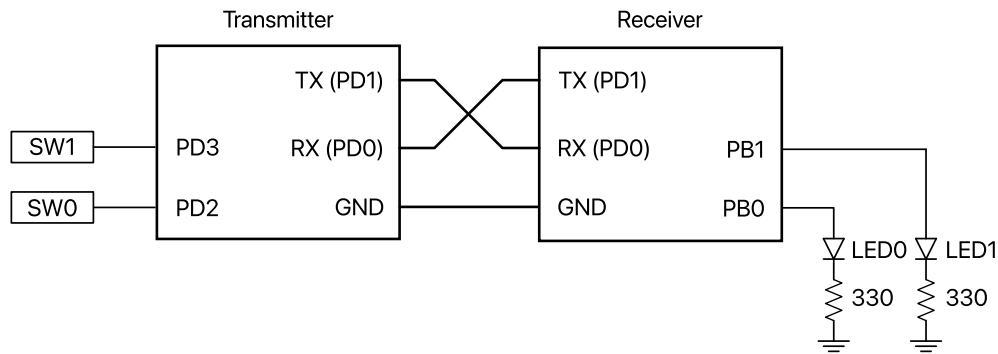 Transmitter
Receiver
TX (PD1)
TX (PD1)
SW1
PD3
RX (PD0)
RX (PD0)
PB1
SW0
PD2
GND
GND
PB0
LED0
LED1
330
330